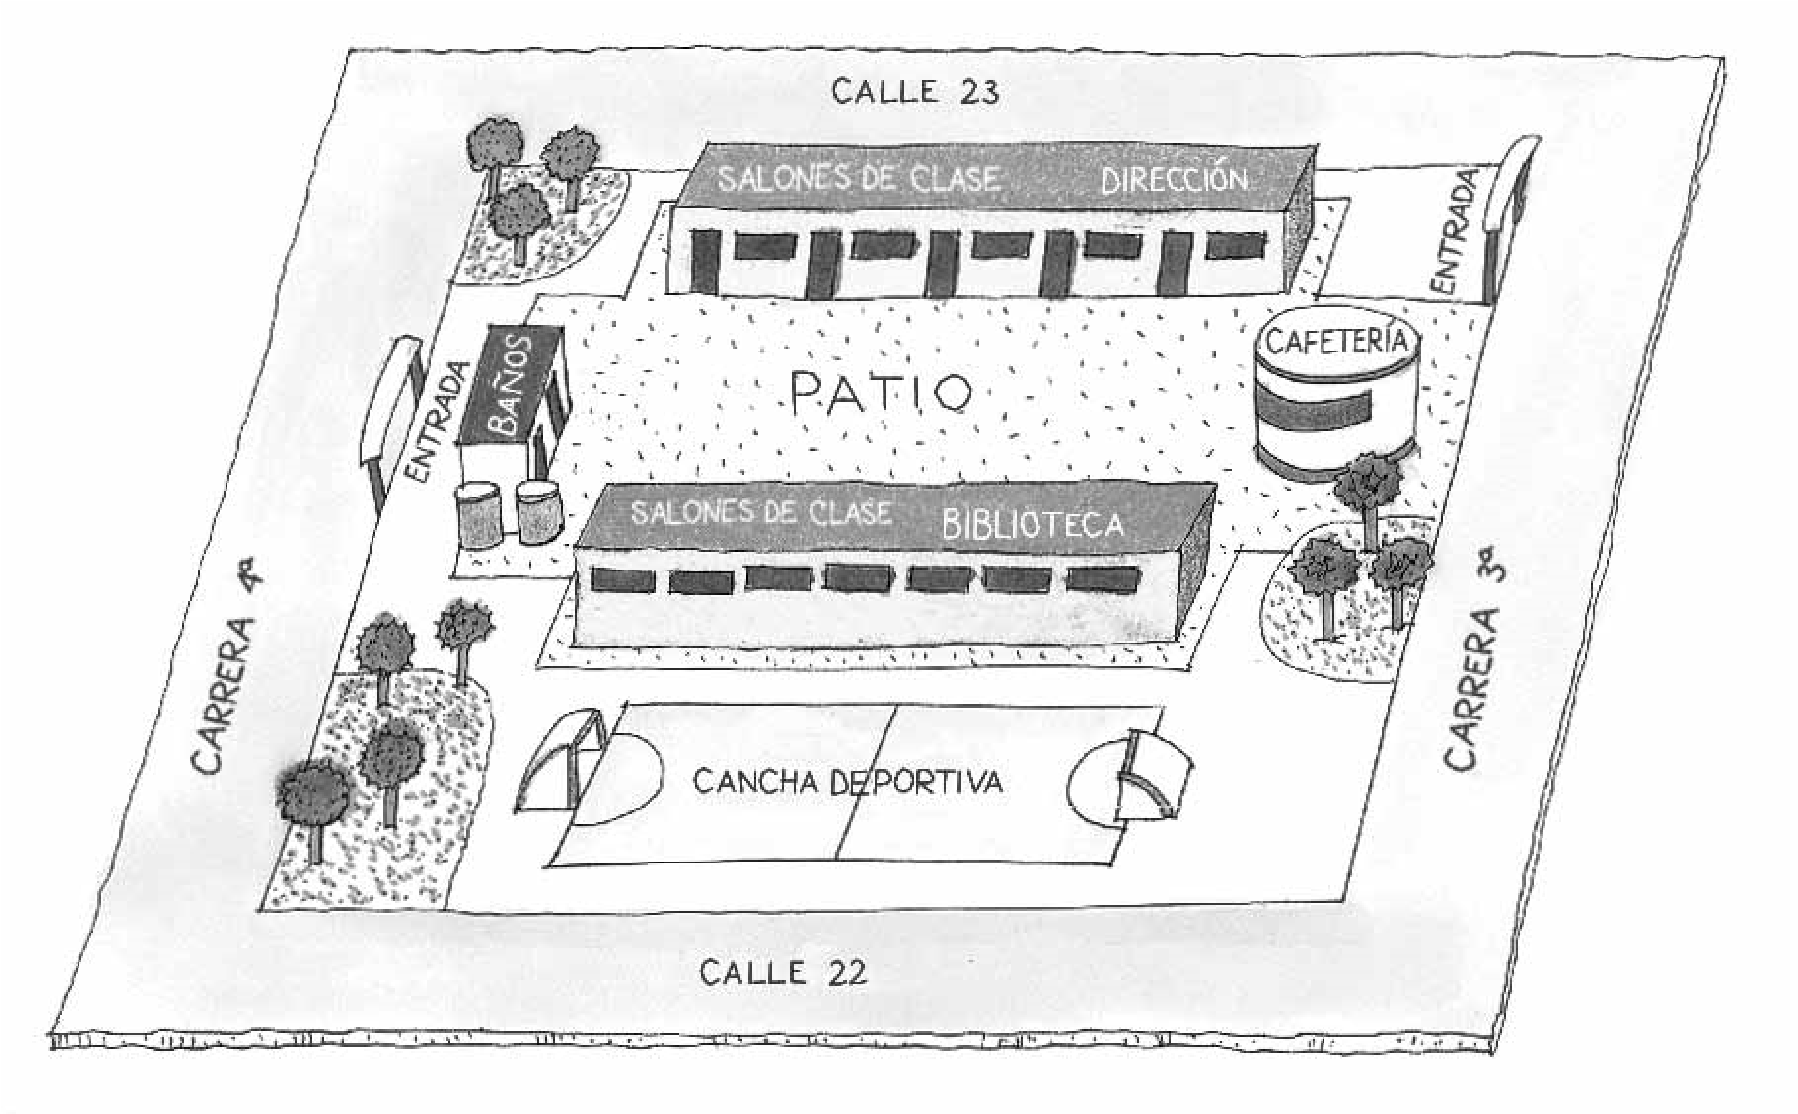 CALLE 23
SALONES DE CLASE
DIRECCIÓN
ENTRADA
CAFETERÍA
BAÑOS
ENTRADA
PATIO
SALONES DE CLASE
BIBLIOTECA
CARRERA 4ª
CARRERA 3ª
CANCHA DEPORTIVA
CALLE 22